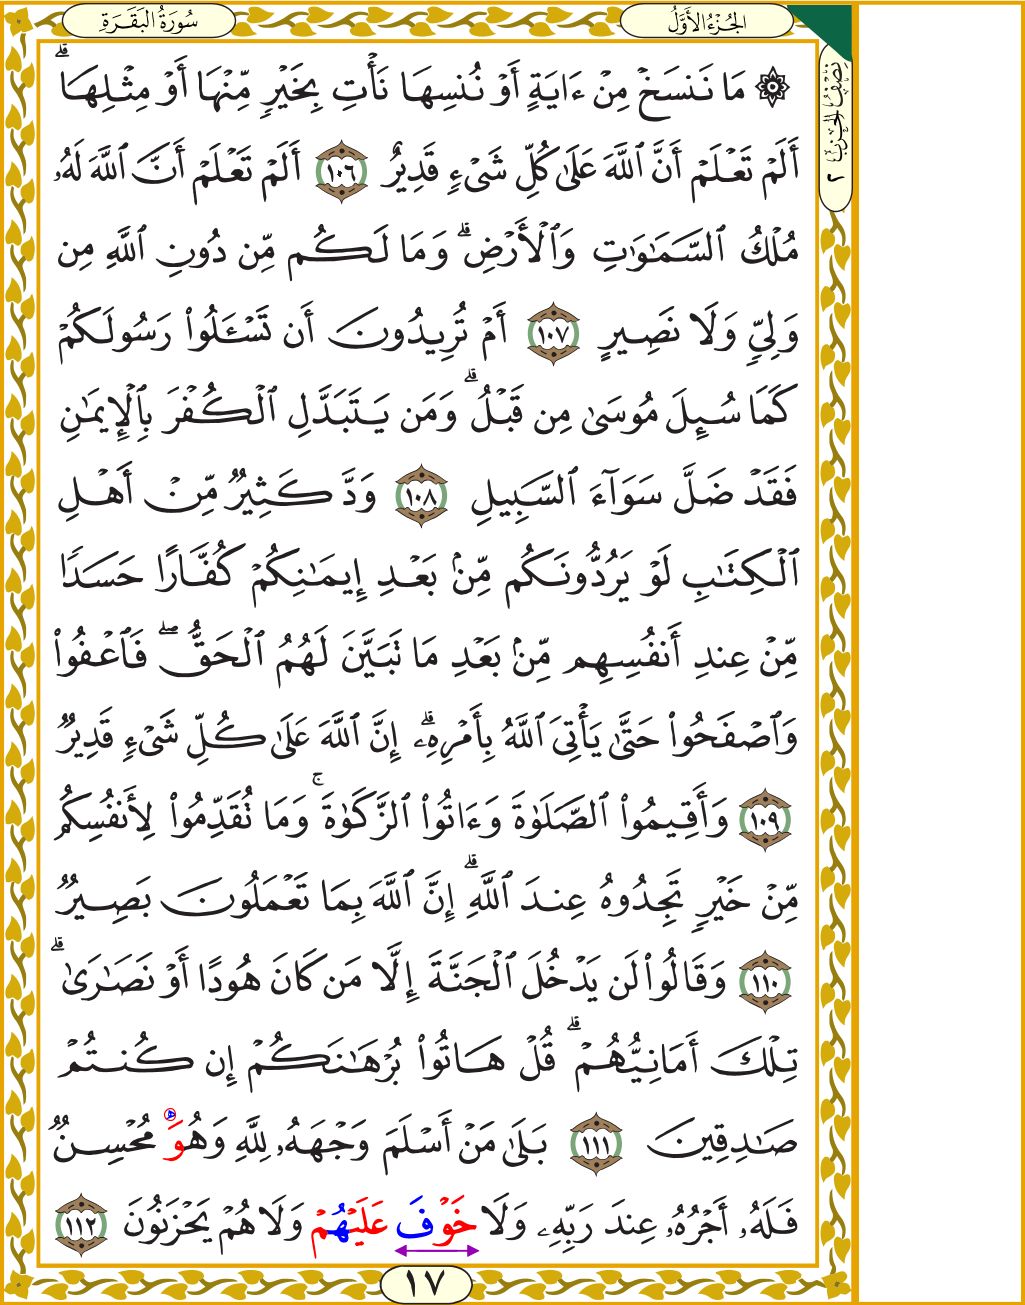 سُورَةُ البَقَرَةِ
الجُزْءُ الأَوَّلُ
نِصْفُ الحِزْبِ ٢
۞ مَا نَنسَخْ مِنْ ءَايَةٍ أَوْ نُنسِهَا نَأْتِ بِخَيْرٍ مِّنْهَا أَوْ مِثْلِهَا ۗ
أَلَمْ تَعْلَمْ أَنَّ ٱللَّهَ عَلَىٰ كُلِّ شَىْءٍ قَدِيرٌ ١٠٦ أَلَمْ تَعْلَمْ أَنَّ ٱللَّهَ لَهُۥ
مُلْكُ ٱلسَّمَـٰوَٰتِ وَٱلْأَرْضِ ۗ وَمَا لَكُم مِّن دُونِ ٱللَّهِ مِن
وَلِىٍّ وَلَا نَصِيرٍ ١٠٧ أَمْ تُرِيدُونَ أَن تَسْـَٔلُوا۟ رَسُولَكُمْ
كَمَا سُئِلَ مُوسَىٰ مِن قَبْلُ ۗ وَمَن يَتَبَدَّلِ ٱلْكُفْرَ بِٱلْإِيمَـٰنِ
فَقَدْ ضَلَّ سَوَآءَ ٱلسَّبِيلِ ١٠٨ وَدَّ كَثِيرٌ مِّنْ أَهْلِ
ٱلْكِتَـٰبِ لَوْ يَرُدُّونَكُم مِّنۢ بَعْدِ إِيمَـٰنِكُمْ كُفَّارًا حَسَدًا
مِّنْ عِندِ أَنفُسِهِم مِّنۢ بَعْدِ مَا تَبَيَّنَ لَهُمُ ٱلْحَقُّ ۖ فَٱعْفُوا۟
وَٱصْفَحُوا۟ حَتَّىٰ يَأْتِىَ ٱللَّهُ بِأَمْرِهِۦٓ ۗ إِنَّ ٱللَّهَ عَلَىٰ كُلِّ شَىْءٍ قَدِيرٌ
١٠٩ وَأَقِيمُوا۟ ٱلصَّلَوٰةَ وَءَاتُوا۟ ٱلزَّكَوٰةَ ۚ وَمَا تُقَدِّمُوا۟ لِأَنفُسِكُم
مِّنْ خَيْرٍ تَجِدُوهُ عِندَ ٱللَّهِ ۗ إِنَّ ٱللَّهَ بِمَا تَعْمَلُونَ بَصِيرٌ
١١٠ وَقَالُوا۟ لَن يَدْخُلَ ٱلْجَنَّةَ إِلَّا مَن كَانَ هُودًا أَوْ نَصَـٰرَىٰ ۗ
تِلْكَ أَمَانِيُّهُمْ ۗ قُلْ هَاتُوا۟ بُرْهَـٰنَكُمْ إِن كُنتُمْ
صَـٰدِقِينَ ١١١ بَلَىٰ مَنْ أَسْلَمَ وَجْهَهُۥ لِلَّهِ وَهُوَ مُحْسِنٌ
فَلَهُۥٓ أَجْرُهُۥ عِندَ رَبِّهِۦ وَلَا خَوْفَ عَلَيْهُمْ وَلَا هُمْ يَحْزَنُونَ ١١٢
١٧